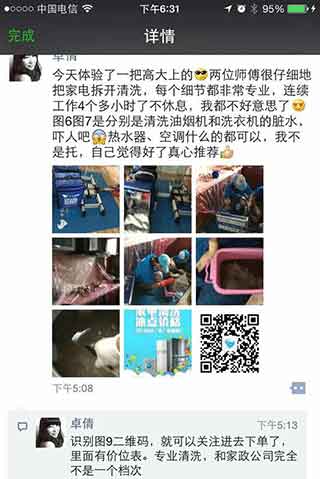 中国电信
下午6:31
95%
完成
详情
卓倩
今天体验了一把高大上的😎两位师傅很仔细地
把家电拆开清洗，每个细节都非常专业，连续
工作4个多小时了不休息，我都不好意思了😊
图6图7是分别是清洗油烟机和洗衣机的脏水，
吓人吧😱热水器、空调什么的都可以，我不
是托，自己觉得好了真心推荐👍
家电清洗
下午5:08
卓倩
下午5:13
识别图9二维码，就可以关注进去下单了，
里面有价位表。专业清洗，和家政公司完全
不是一个档次